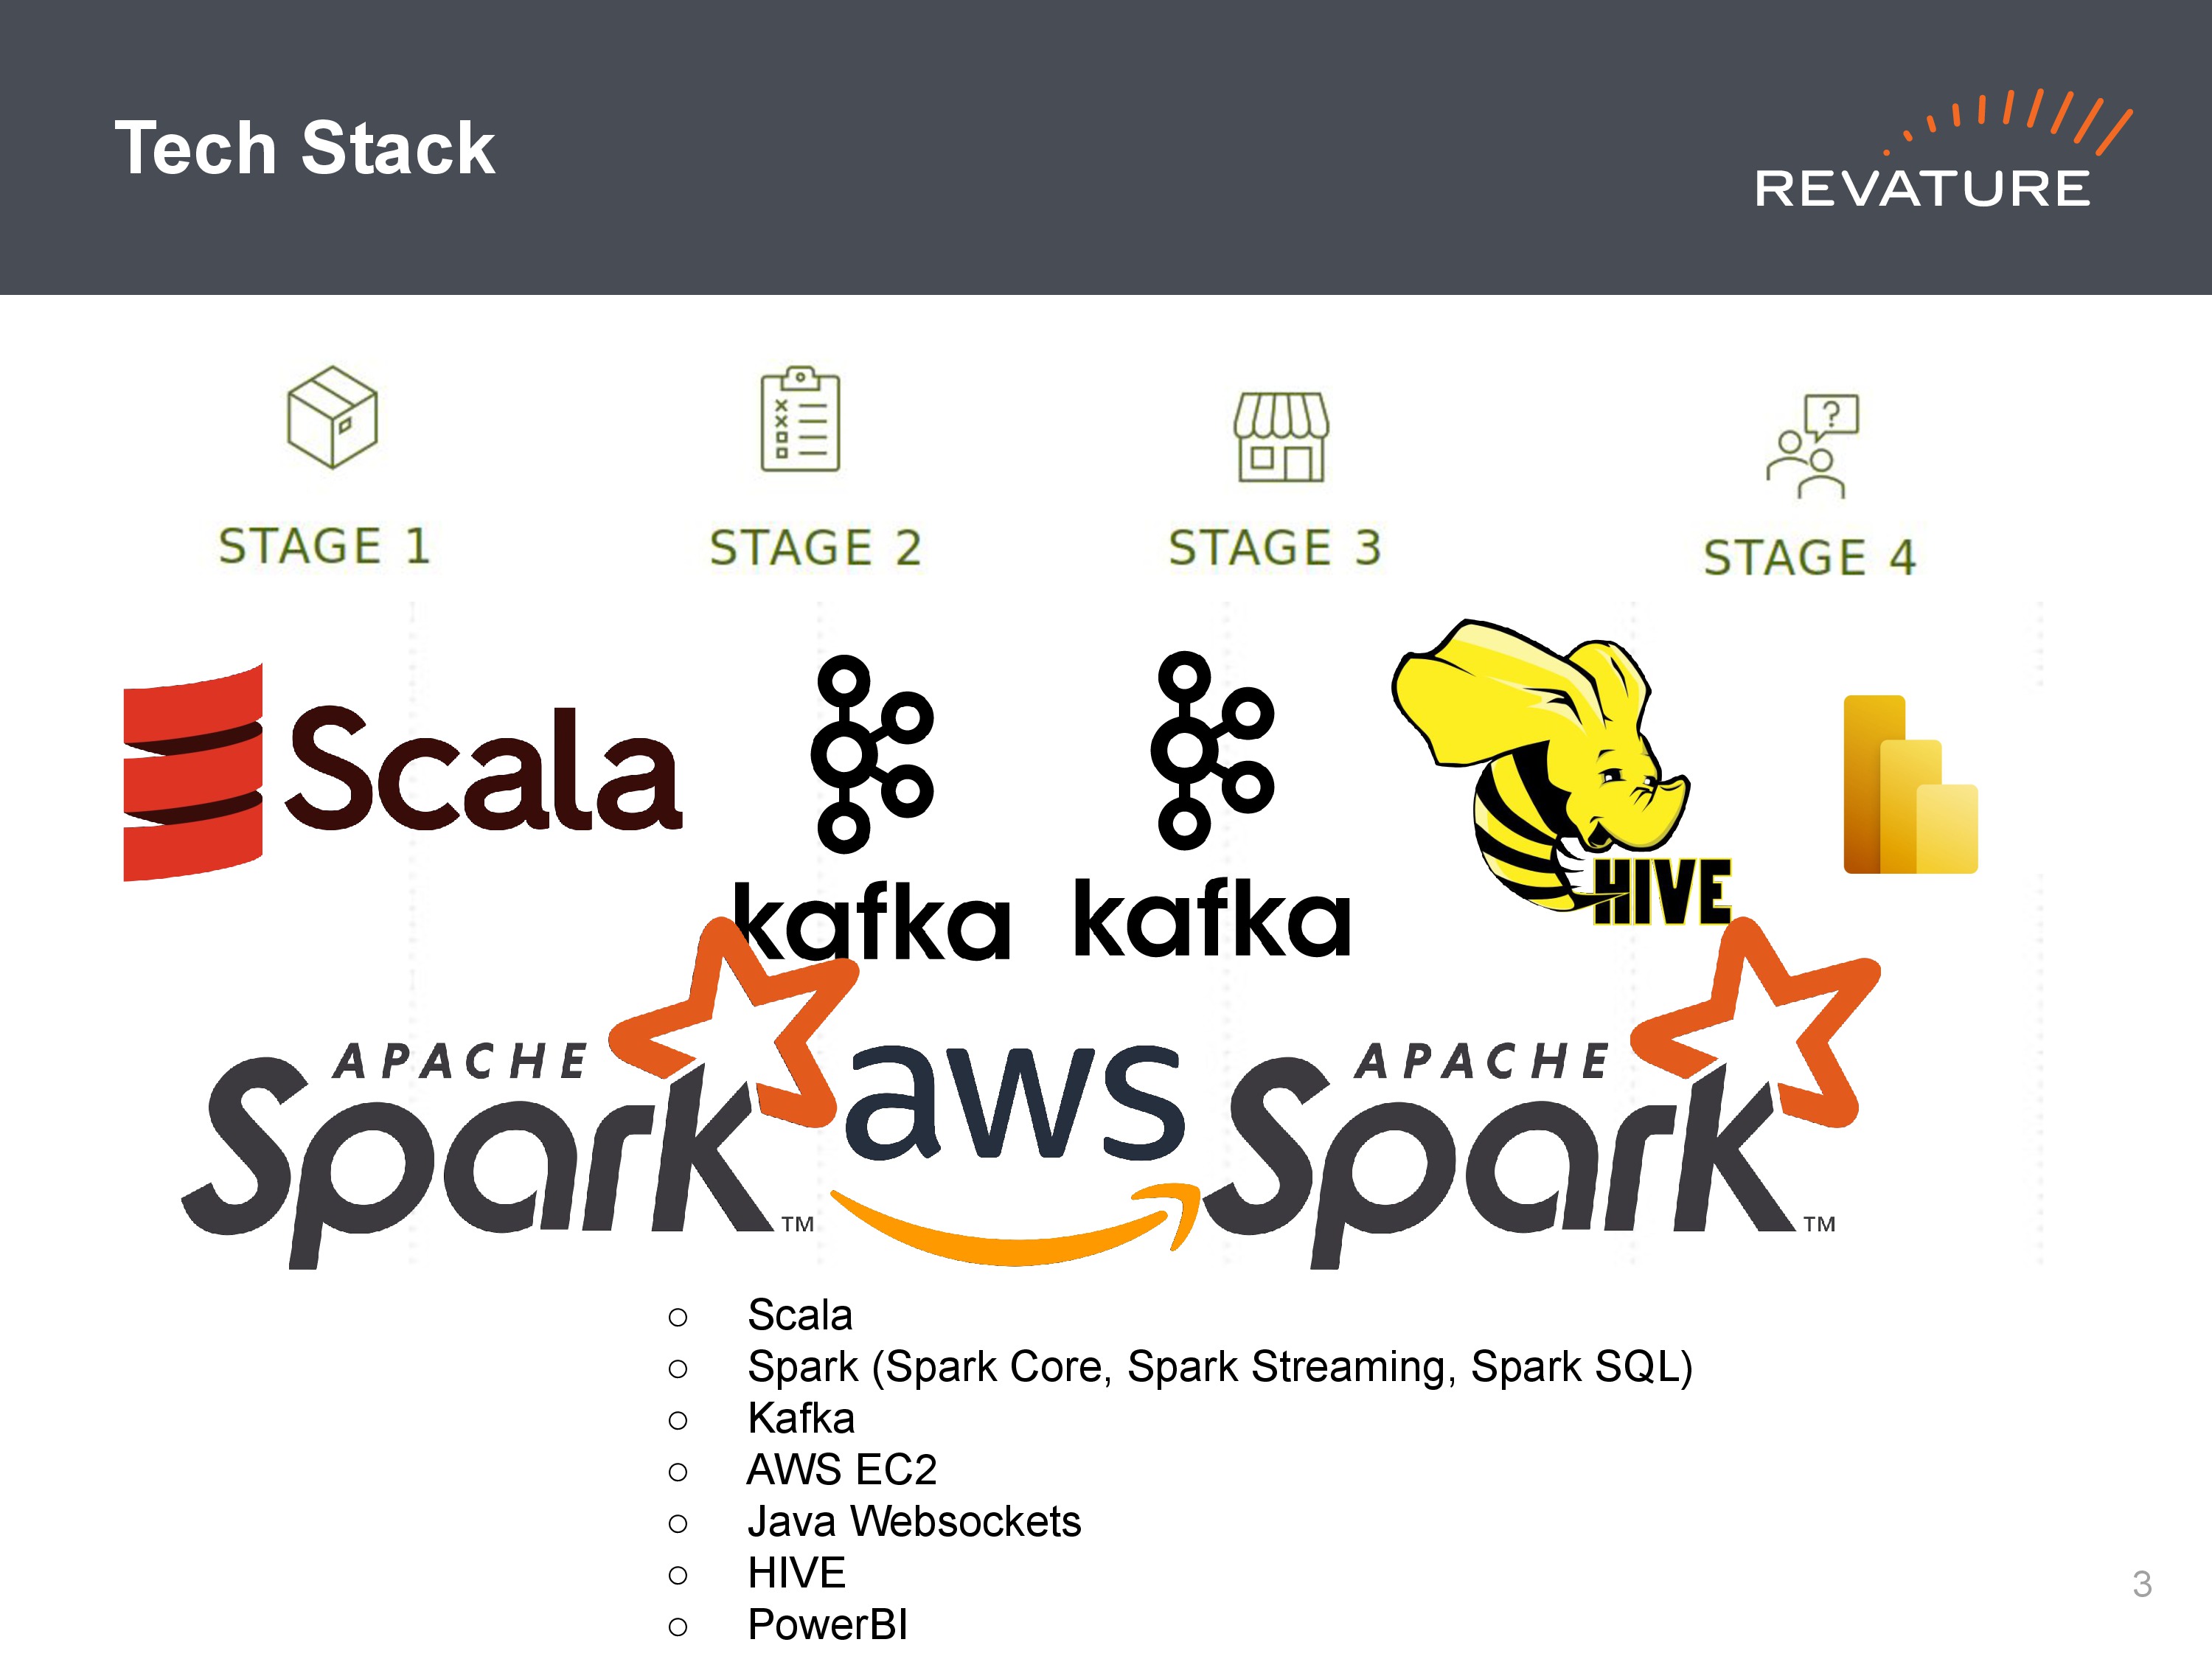 Tech Stack
REVATURE
STAGE 1
STAGE 2
STAGE 3
STAGE 4
Scala
kafka
kafka
HIVE
APACHE
Spark™
aws
APACHE
Spark™
○ Scala
○ Spark (Spark Core, Spark Streaming, Spark SQL)
○ Kafka
○ AWS EC2
○ Java Websockets
○ HIVE
○ PowerBI
3